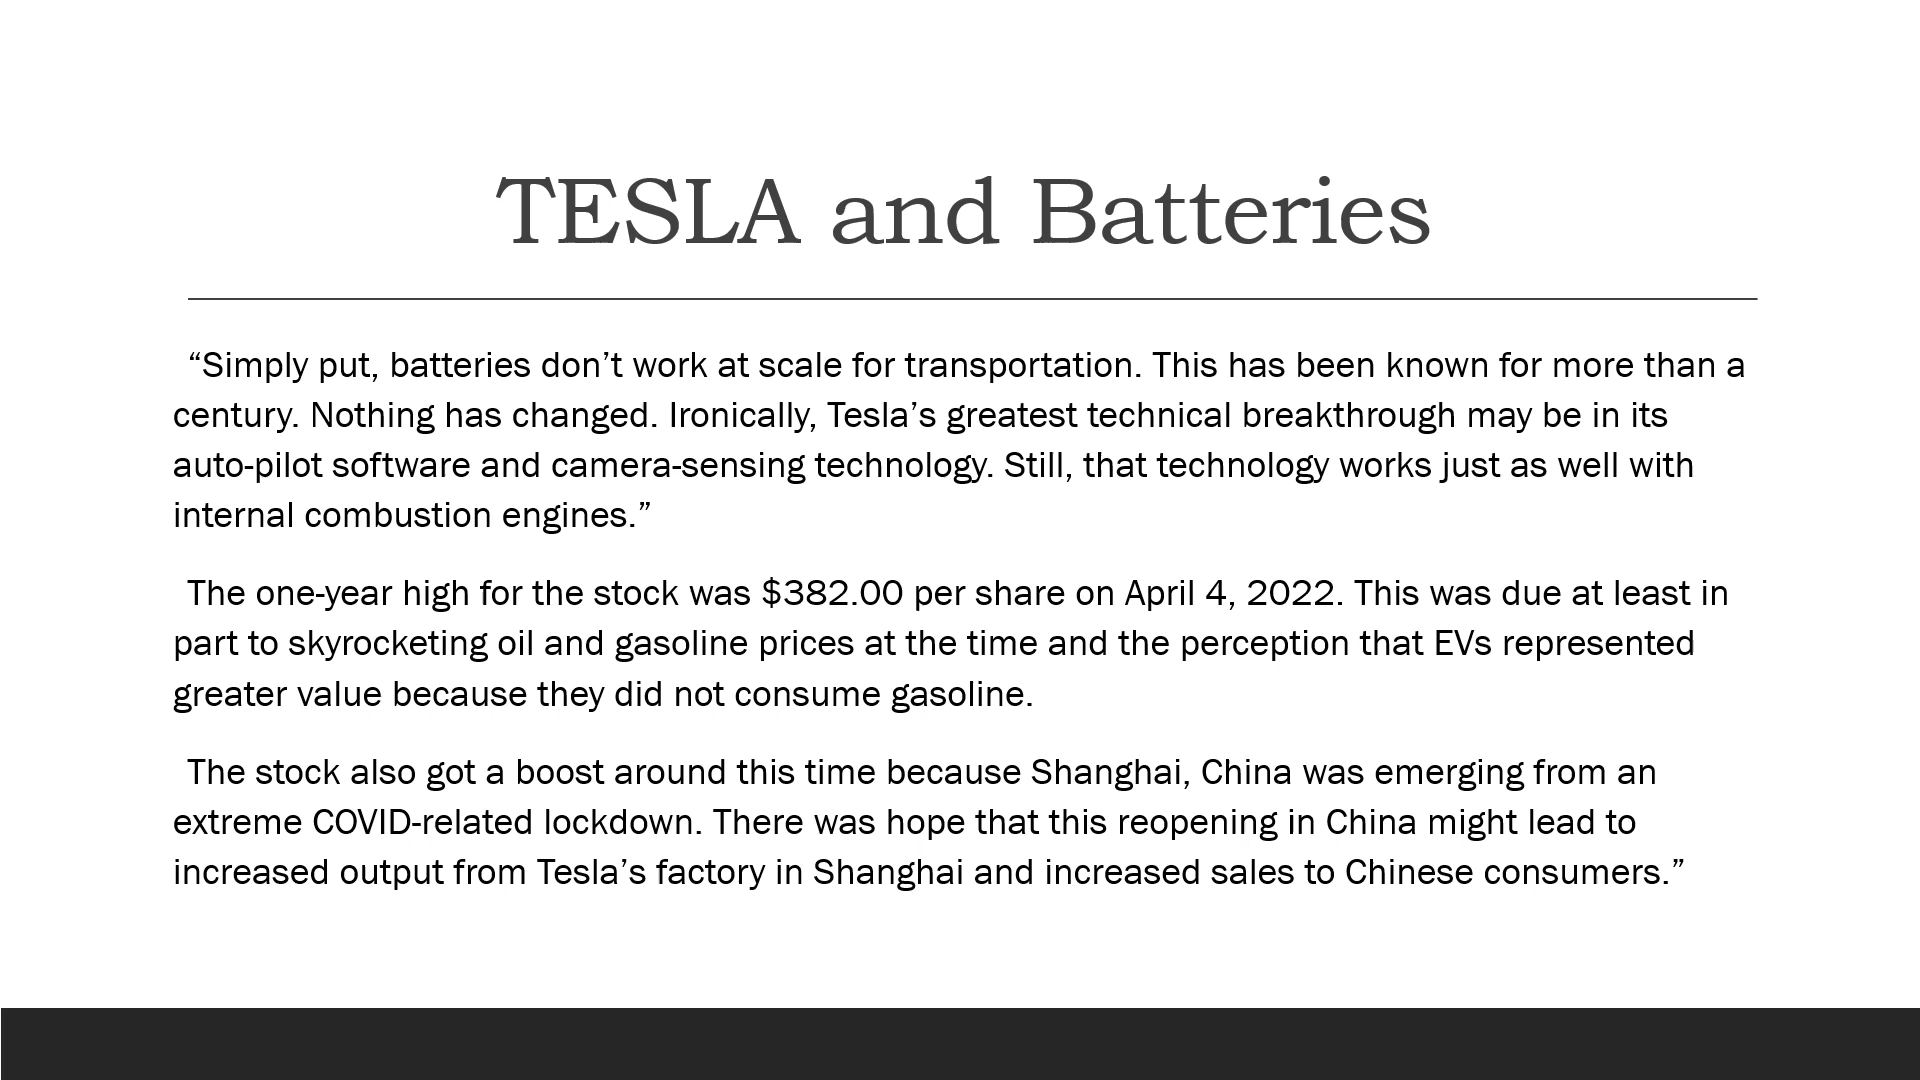 TESLA and Batteries
“Simply put, batteries don’t work at scale for transportation. This has been known for more than a
century. Nothing has changed. Ironically, Tesla’s greatest technical breakthrough may be in its
auto-pilot software and camera-sensing technology. Still, that technology works just as well with
internal combustion engines.”
The one-year high for the stock was $382.00 per share on April 4, 2022. This was due at least in
part to skyrocketing oil and gasoline prices at the time and the perception that EVs represented
greater value because they did not consume gasoline.
The stock also got a boost around this time because Shanghai, China was emerging from an
extreme COVID-related lockdown. There was hope that this reopening in China might lead to
increased output from Tesla’s factory in Shanghai and increased sales to Chinese consumers.”